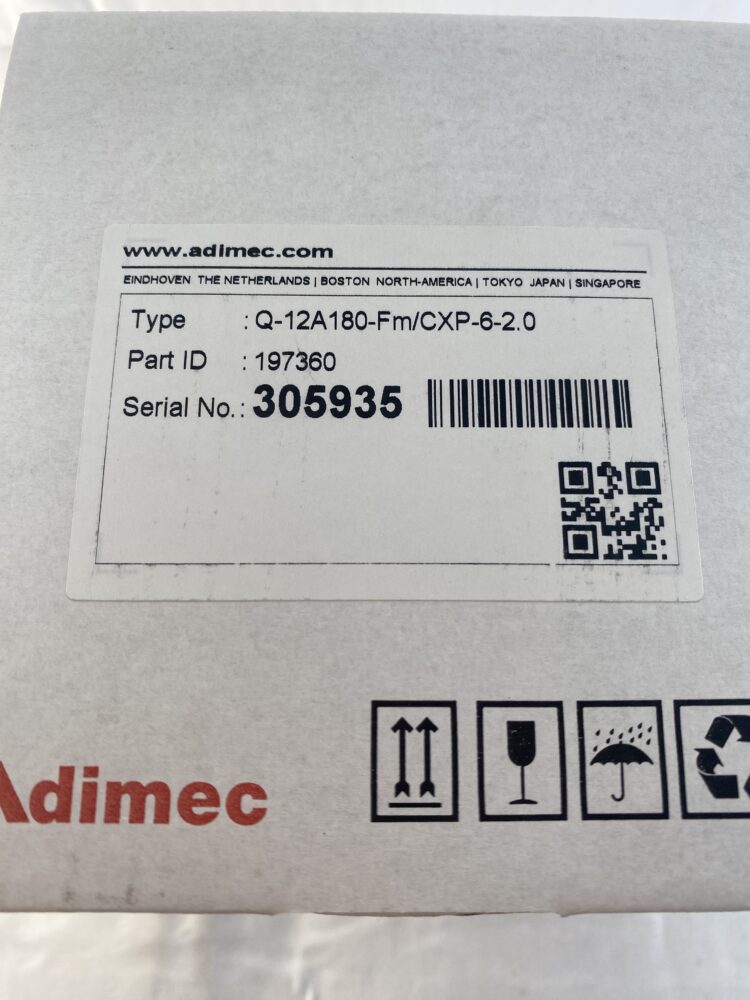 www.adimec.com
EINDHOVEN THE NETHERLANDS | BOSTON NORTH-AMERICA | TOKYO JAPAN | SINGAPORE
Type : Q-12A180-Fm/CXP-6-2.0
Part ID : 197360
Serial No. : 305935
Adimec